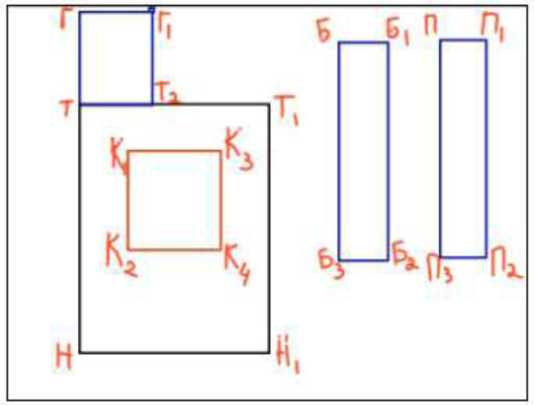 Г Г₁ Б Б₁ П П₁
Т Т₂ Т₁
К₁ К₃
К₂ К₄
Б₃ Б₂ П₃ П₂
Н Н₁